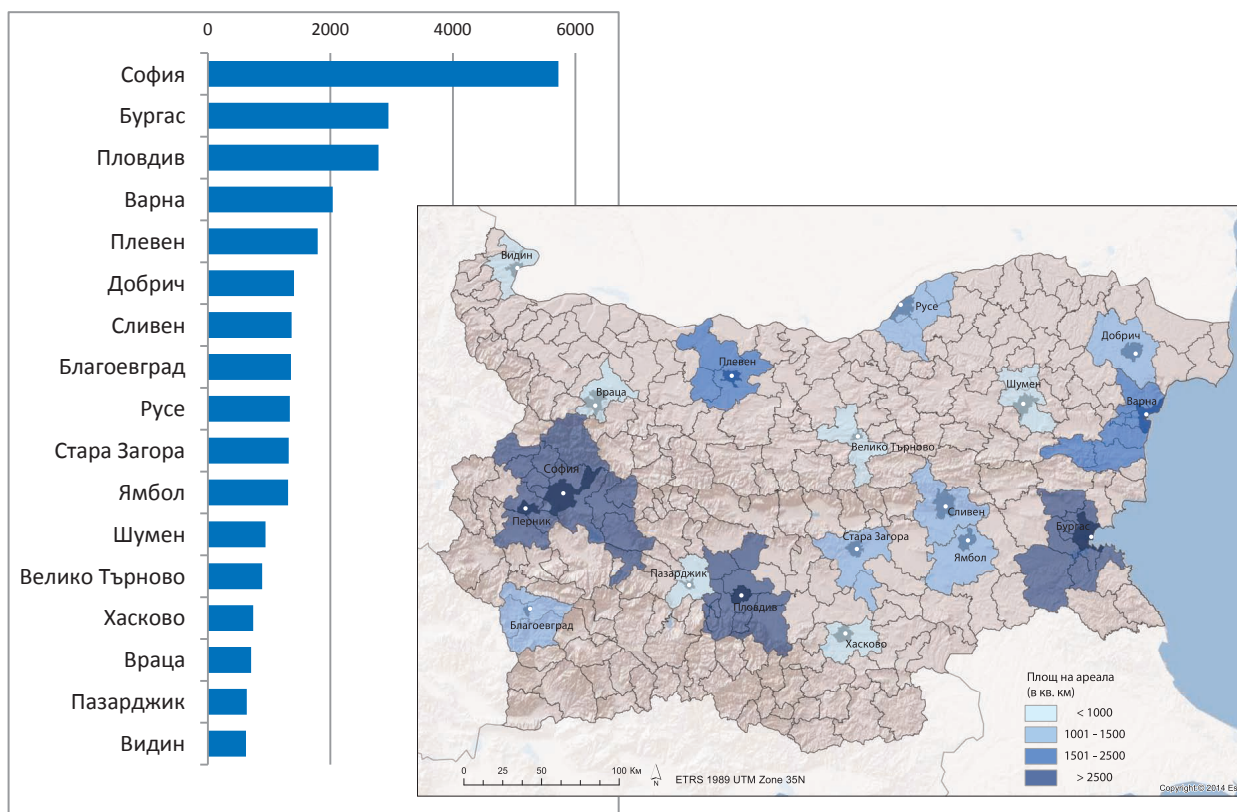 0 2000 4000 6000
София
Бургас
Пловдив
Варна
Плевен
Добрич
Сливен
Благоевград
Русе
Стара Загора
Ямбол
Шумен
Велико Търново
Хасково
Враца
Пазарджик
Видин
Видин
Русе
Добрич
Плевен
Враца
Шумен
Варна
Велико Търново
София
Перник
Сливен
Бургас
Стара Загора
Ямбол
Пазарджик
Пловдив
Благоевград
Хасково
Площ на ареала
(в кв. км)
< 1000
1001 - 1500
1501 - 2500
> 2500
0 25 50 100 Км
N
ETRS 1989 UTM Zone 35N
Copyright © 2014 Es